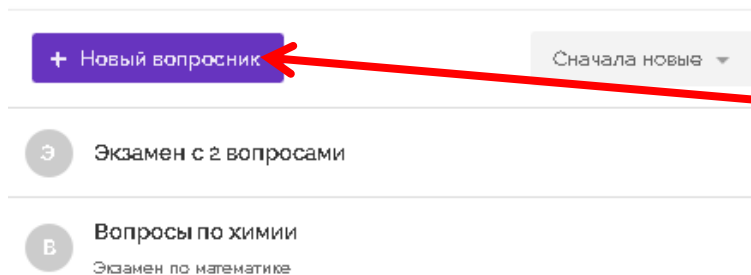 + Новый вопросник
Сначала новые
Э
Экзамен с 2 вопросами
В
Вопросы по химии
Экзамен по математике